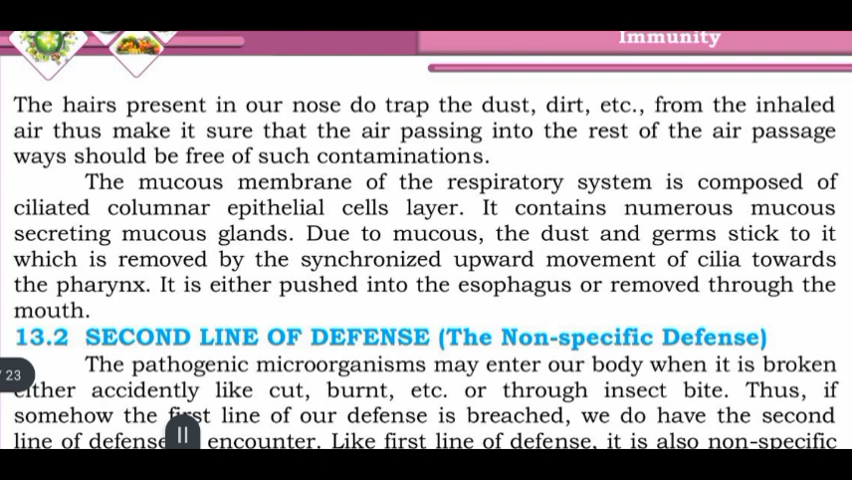 Immunity
The hairs present in our nose do trap the dust, dirt, etc., from the inhaled
air thus make it sure that the air passing into the rest of the air passage
ways should be free of such contaminations.
The mucous membrane of the respiratory system is composed of
ciliated columnar epithelial cells layer. It contains numerous mucous
secreting mucous glands. Due to mucous, the dust and germs stick to it
which is removed by the synchronized upward movement of cilia towards
the pharynx. It is either pushed into the esophagus or removed through the
mouth.
13.2 SECOND LINE OF DEFENSE (The Non-specific Defense)
The pathogenic microorganisms may enter our body when it is broken
/ 23
either accidently like cut, burnt, etc. or through insect bite. Thus, if
somehow the first line of our defense is breached, we do have the second
line of defense encounter. Like first line of defense, it is also non-specific